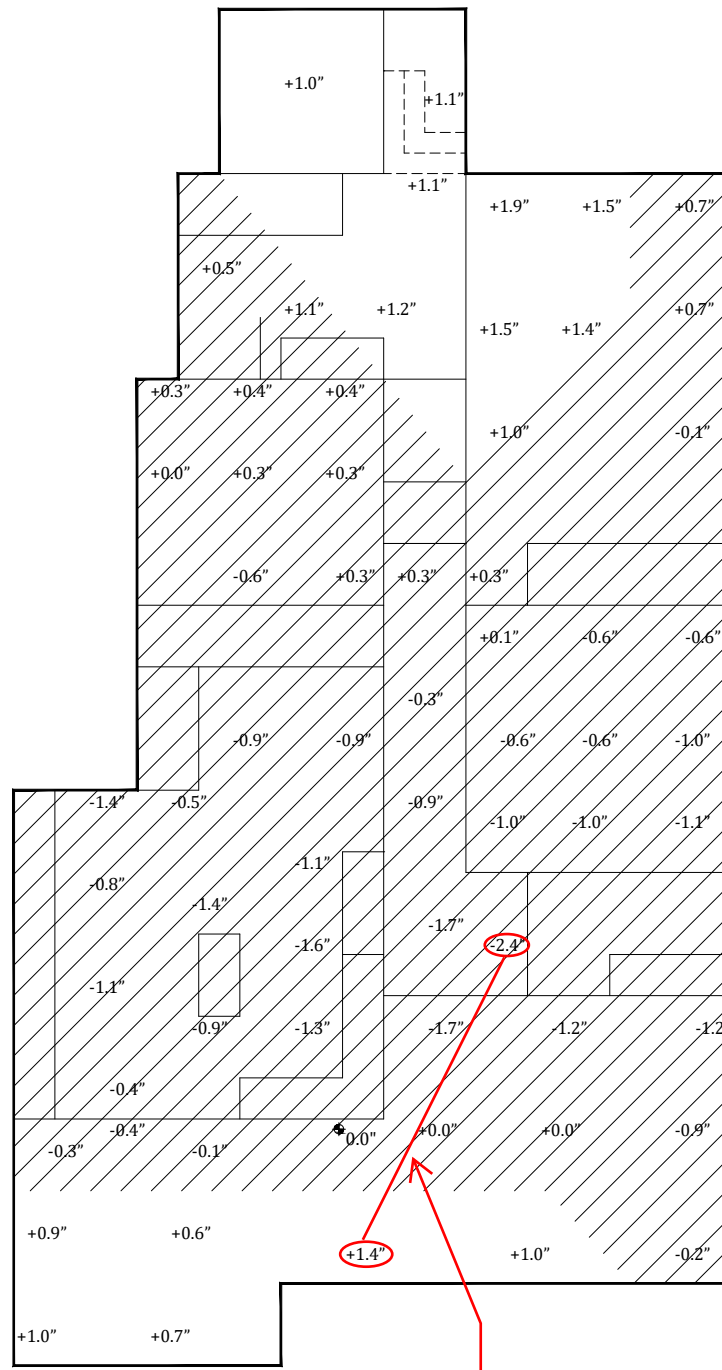 +1.0”
+1.1”
+1.1”
+1.9” +1.5” +0.7”
+0.5”
+1.1” +1.2” +0.7”
+1.5” +1.4”
+0.3” +0.4” +0.4”
+1.0” -0.1”
+0.0” +0.3” +0.3”
-0.6” +0.3” +0.3” +0.3”
+0.1” -0.6” -0.6”
-0.3”
-0.9” -0.9” -0.6” -0.6” -1.0”
-1.4” -0.5” -0.9”
-1.0” -1.0” -1.1”
-1.1”
-0.8”
-1.4”
-1.7”
-1.6” -2.4”
-1.1”
-0.9” -1.3” -1.7” -1.2” -1.2
-0.4”
-0.4” 0.0" +0.0” +0.0” -0.9”
-0.3” -0.1”
+0.9” +0.6”
+1.4” +1.0” -0.2”
+1.0” +0.7”